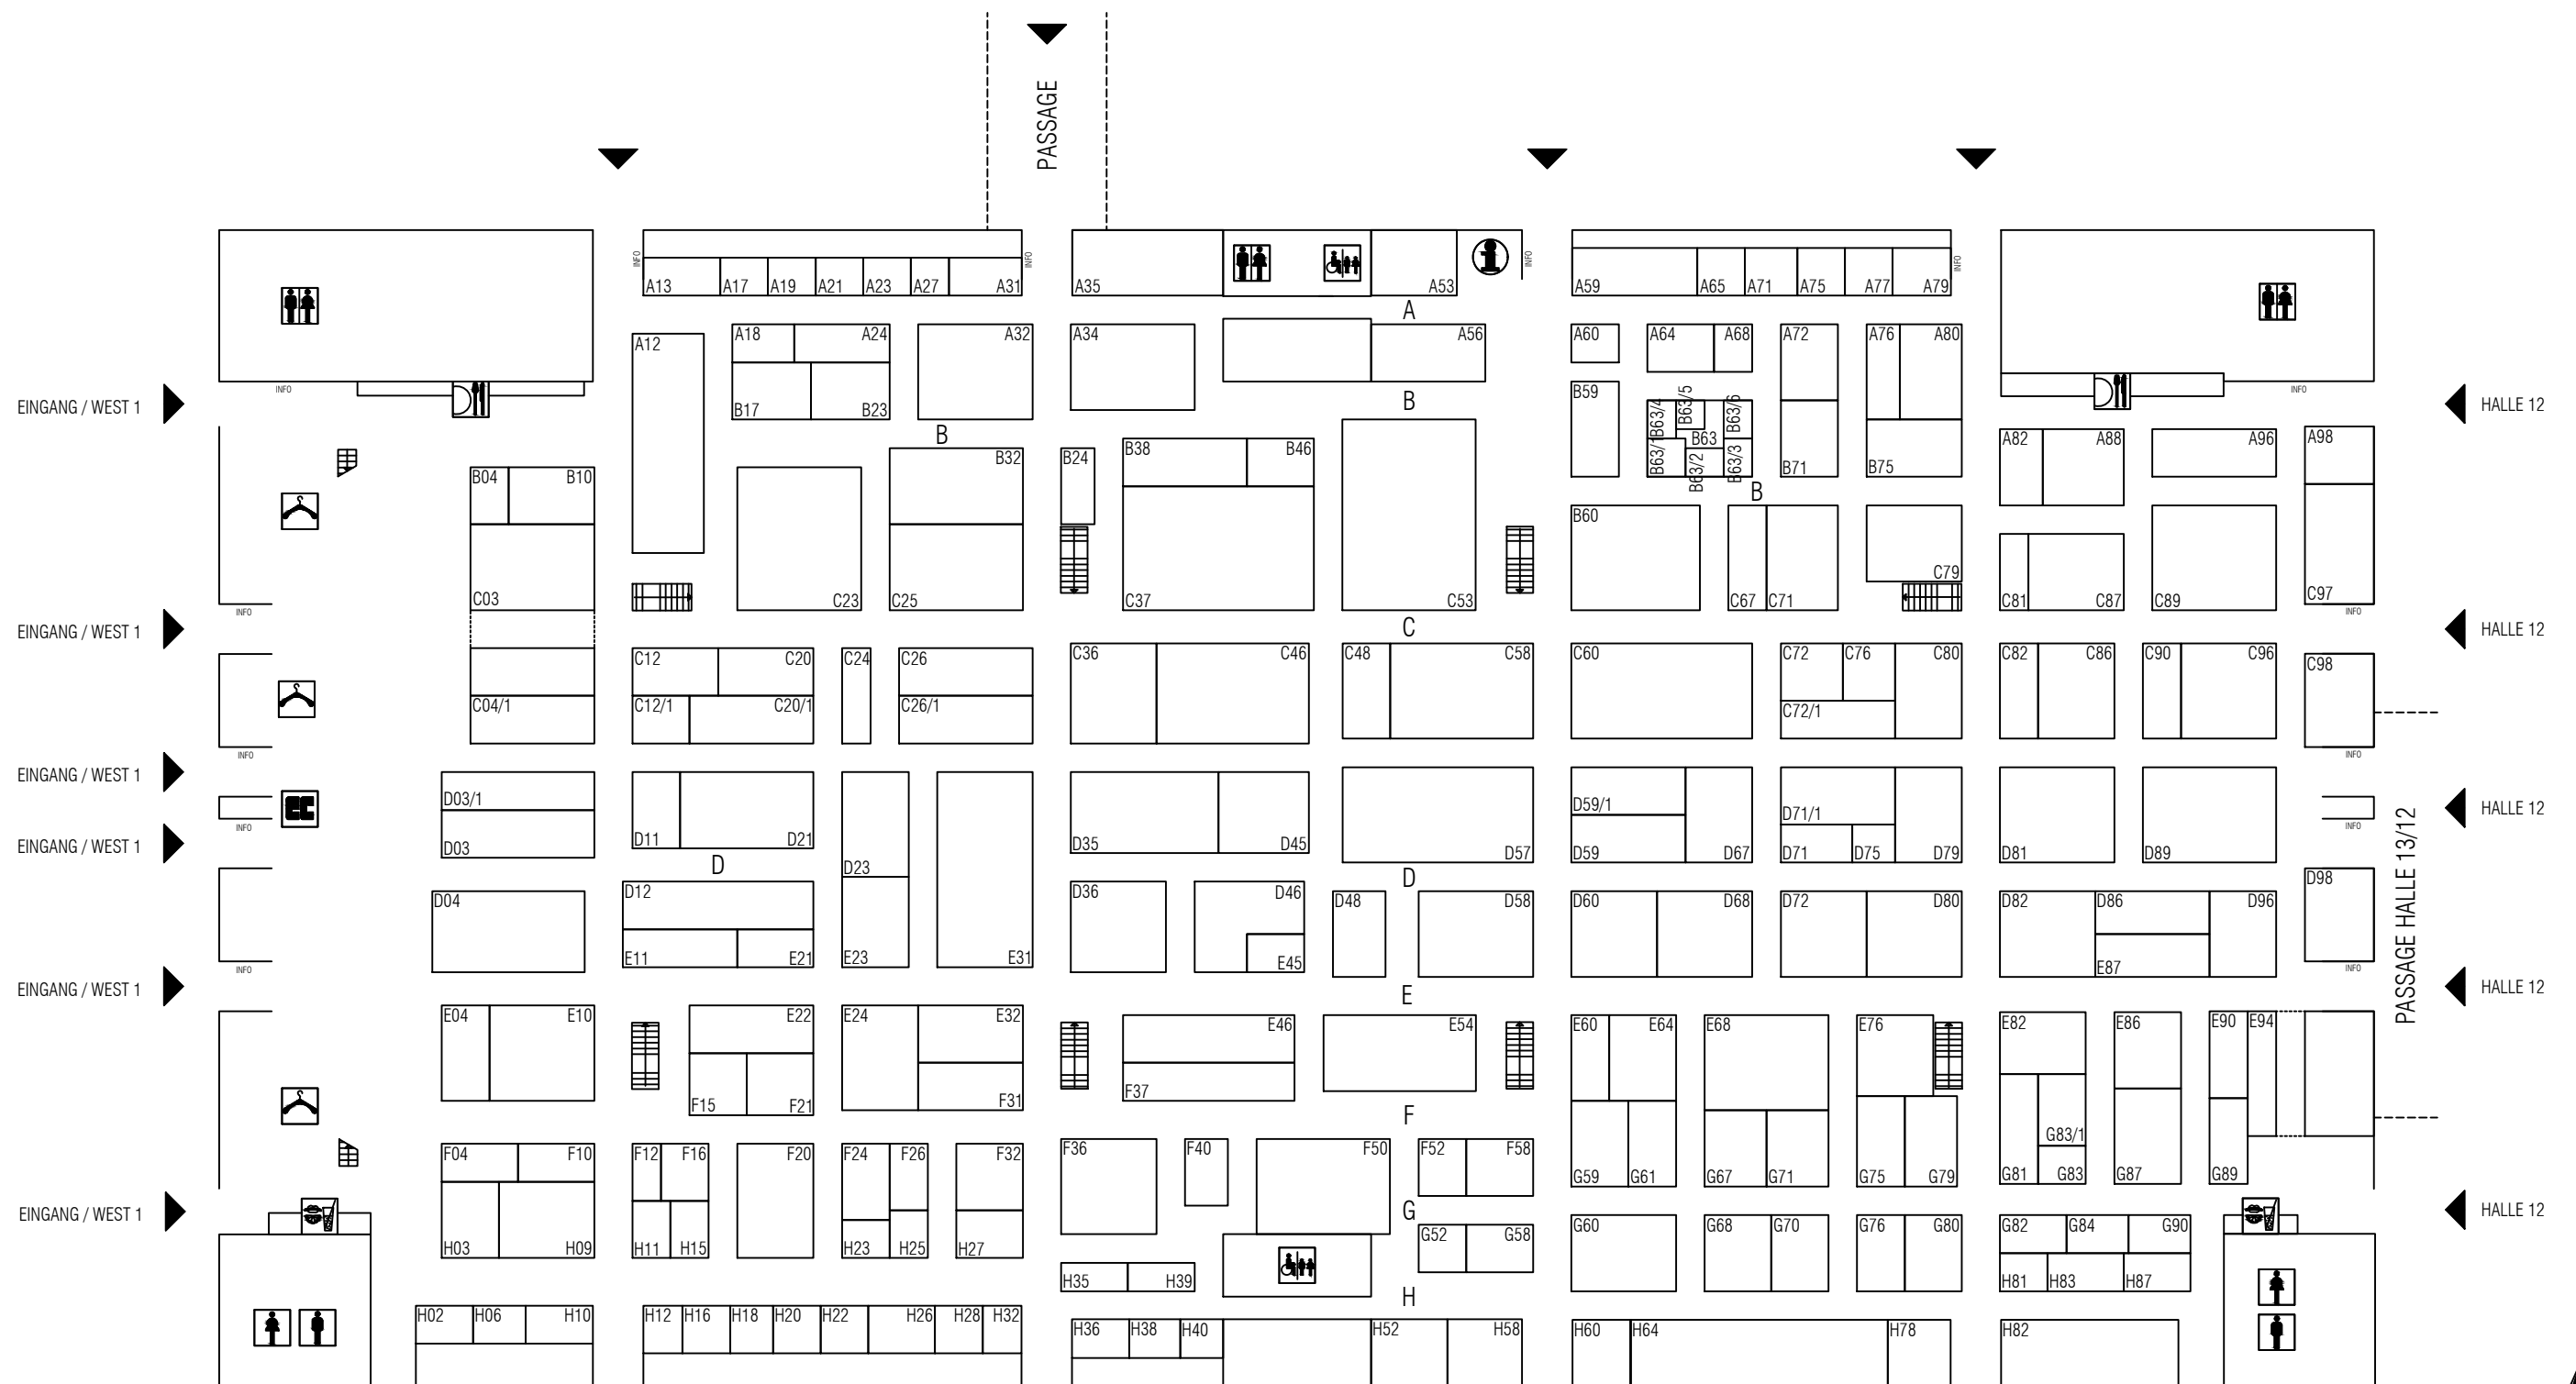 PASSAGE
INFO
INFO
INFO
INFO
A13 A17 A19 A21 A23 A27 A31
A35 A53
A59 A65 A71 A75 A77 A79
A
A12
A18 A24
A32
A34
A56
A60
A64 A68
A72
A76 A80
INFO
INFO
EINGANG / WEST 1
HALLE 12
B17 B23
B
B59
B63/4
B63/5
B63/6
B63
B63/1
B63/2
B63/3
B
B71
B75
B
A82 A88
A96
A98
B04 B10
B32
B24
B38 B46
B60
C03
C23
C25
C37
C53
C67 C71
C79
C81 C87
C89
C97
INFO
INFO
EINGANG / WEST 1
C
HALLE 12
C12 C20
C24
C26
C36 C46
C48 C58
C60
C72 C76 C80
C82 C86
C90 C96
C98
C04/1
C12/1 C20/1
C26/1
C72/1
INFO
INFO
EINGANG / WEST 1
D03/1
D59/1
D71/1
HALLE 12
INFO
INFO
EINGANG / WEST 1
D03
D11 D21
D23
D35 D45
D57
D59 D67
D71 D75 D79
D81
D89
D
D
PASSAGE HALLE 13/12
D04
D12
D36
D46
D48
D58
D60 D68
D72 D80
D82 D86 D96
D98
E11 E21
E23
E31
E45
E87
INFO
INFO
EINGANG / WEST 1
E
HALLE 12
E04 E10
E22
E24 E32
E46
E54
E60 E64
E68
E76
E82
E86
E90 E94
F15 F21
F31
F37
F
G83/1
F04 F10
F12 F16
F20
F24 F26
F32
F36
F40
F50
F52 F58
G59 G61
G67 G71
G75 G79
G81 G83
G87
G89
EINGANG / WEST 1
G
HALLE 12
H03 H09
H11 H15
H23 H25
H27
G52 G58
G60
G68 G70
G76 G80
G82 G84 G90
H35 H39
H81 H83 H87
H
H02 H06 H10
H12 H16 H18 H20 H22 H26 H28 H32
H36 H38 H40
H52 H58
H60 H64 H78
H82